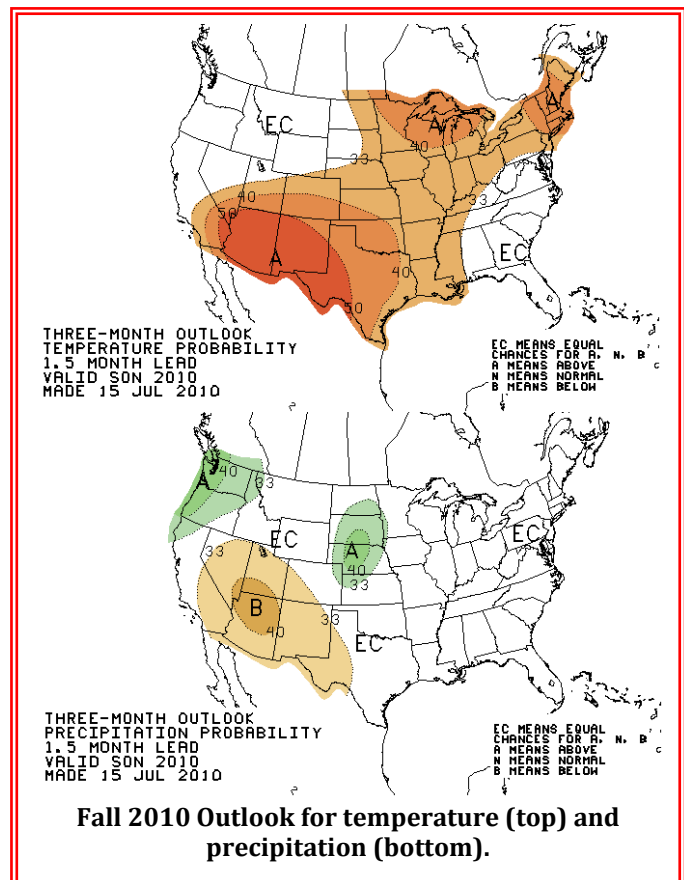 A
EC
A
40
33
33
40
50
EC
A
40
50
THREE-MONTH OUTLOOK
TEMPERATURE PROBABILITY
1.5 MONTH LEAD
VALID SON 2010
MADE 15 JUL 2010
EC MEANS EQUAL
CHANCES FOR A, N, B
A MEANS ABOVE
N MEANS NORMAL
B MEANS BELOW
40
33
A
EC
EC
33
A
40
33
B
33
40
EC
THREE-MONTH OUTLOOK
PRECIPITATION PROBABILITY
1.5 MONTH LEAD
VALID SON 2010
MADE 15 JUL 2010
EC MEANS EQUAL
CHANCES FOR A, N, B
A MEANS ABOVE
N MEANS NORMAL
B MEANS BELOW
Fall 2010 Outlook for temperature (top) and
precipitation (bottom).